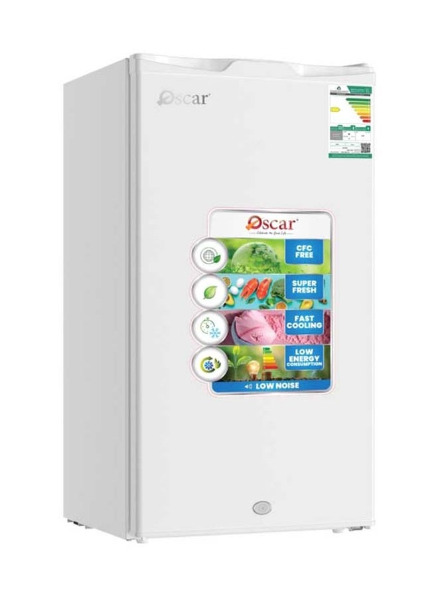 Oscar
Oscar
CFC
FREE
SUPER
FRESH
FAST
COOLING
LOW
ENERGY
CONSUMPTION
LOW NOISE